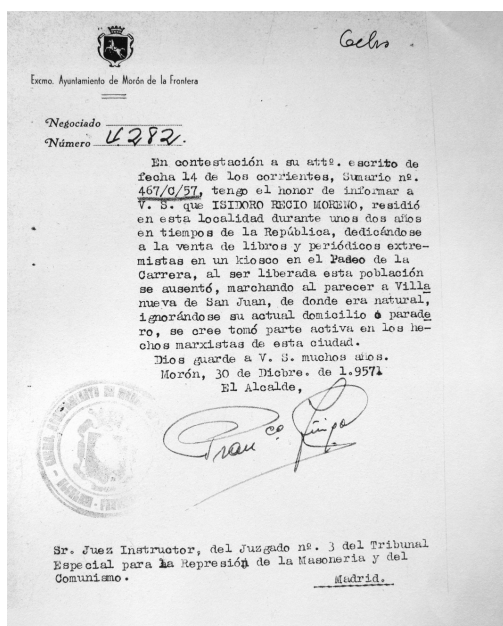 Excmo. Ayuntamiento de Morón de la Frontera
Negociado
Número 4282.
En contestación a su attº. escrito de
fecha 14 de los corrientes, Sumario nº.
467/C/57, tengo el honor de informar a
V. S. que ISIDORO RECIO MORENO, residió
en esta localidad durante unos dos años
en tiempos de la República, dedicándose
a la venta de libros y periódicos extre-
mistas en un kiosco en el Paseo de la
Carrera, al ser liberada esta población
se ausentó, marchando al parecer a Villa
nueva de San Juan, de donde era natural,
ignorándose su actual domicilio ó parade
ro, se cree tomó parte activa en los he-
chos marxistas de esta ciudad.
Dios guarde a V. S. muchos años.
Morón, 30 de Dicbre. de 1.957
El Alcalde,
Franco
Sr. Juez Instructor, del Juzgado nº. 3 del Tribunal
Especial para la Represión de la Masoneria y del
Comunismo. Madrid.